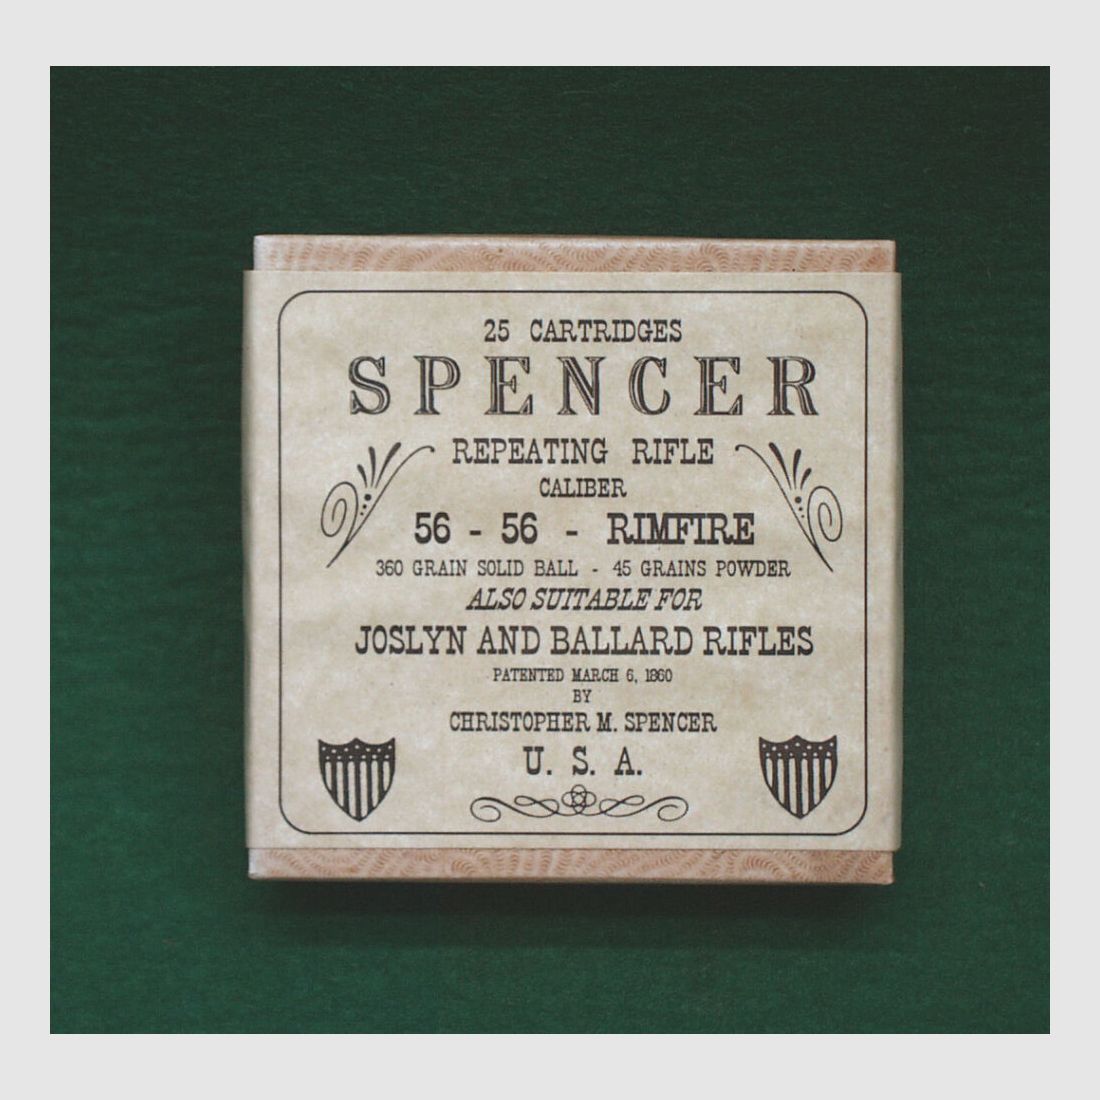 25 CARTRIDGES
SPENCER
REPEATING RIFLE
CALIBER
56 - 56 - RIMFIRE
360 GRAIN SOLID BALL - 45 GRAINS POWDER
ALSO SUITABLE FOR
JOSLYN AND BALLARD RIFLES
PATENTED MARCH 6, 1860
BY
CHRISTOPHER M. SPENCER
U. S. A.